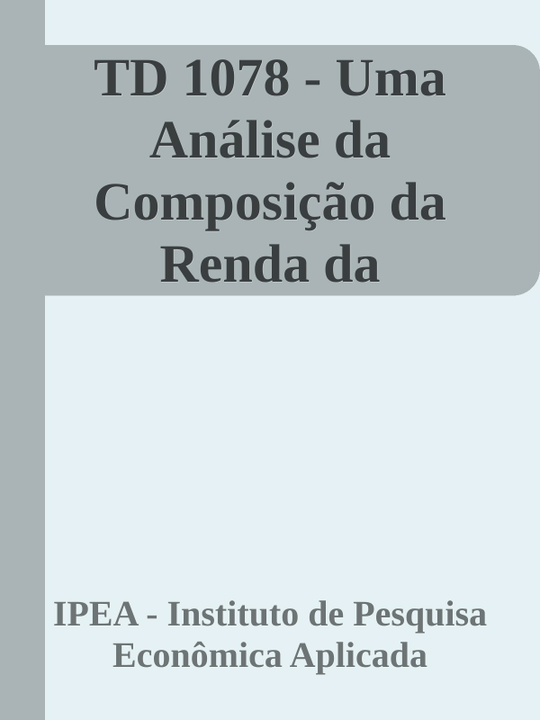 TD 1078 - Uma
Análise da
Composição da
Renda da
IPEA - Instituto de Pesquisa
Econômica Aplicada